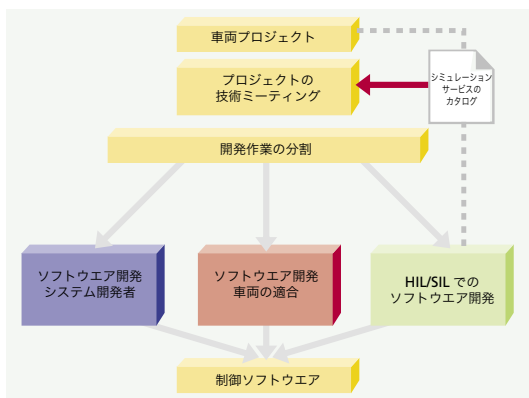 車両プロジェクト
プロジェクトの
技術ミーティング
シミュレーション
サービスの
カタログ
開発作業の分割
ソフトウエア開発
システム開発者
ソフトウエア開発
車両の適合
HIL/SIL での
ソフトウエア開発
制御ソフトウエア